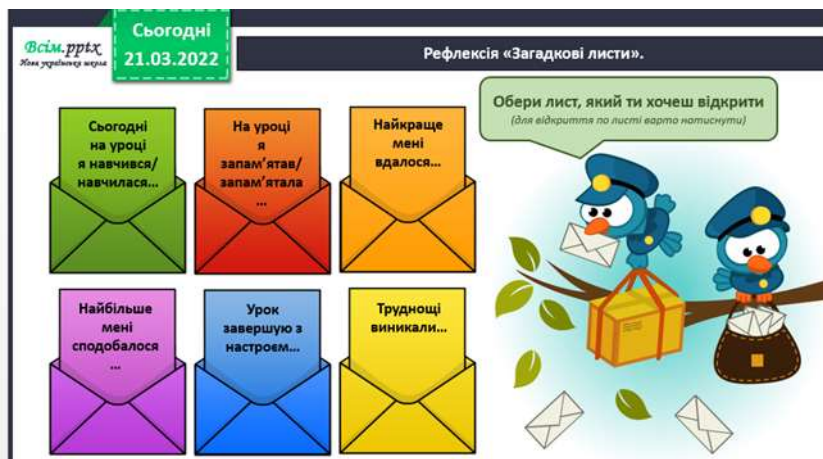 Всім.pptx
Нова українська школа
Сьогодні
21.03.2022
Рефлексія «Загадкові листи».
Обери лист, який ти хочеш відкрити
(для відкриття по листі варто натиснути)
Сьогодні
на уроці
я навчився/
навчилася...
На уроці
я
запам'ятав/
запам'ятала
...
Найкраще
мені
вдалося...
Найбільше
мені
сподобалося
...
Урок
завершую з
настроєм...
Труднощі
виникали...